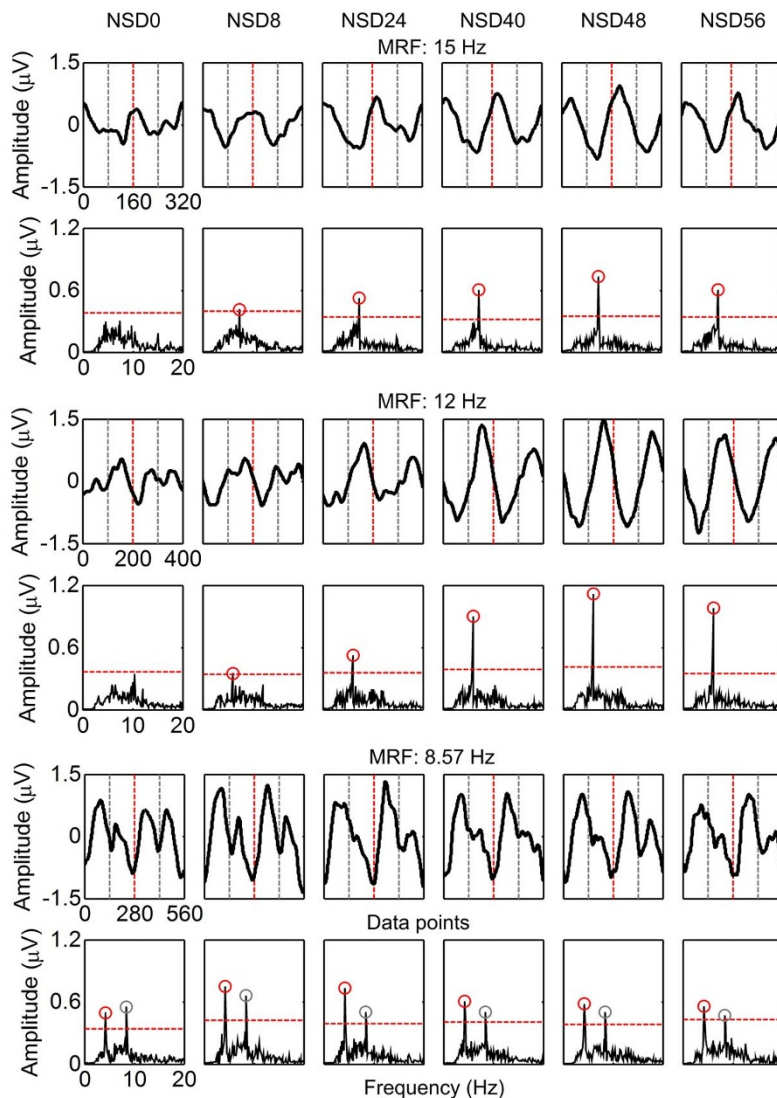 NSD0 NSD8 NSD24 NSD40 NSD48 NSD56
MRF: 15 Hz
Amplitude (μV)
1.5
0
-1.5
0 160 320
Amplitude (μV)
1.2
0.6
0
0 10 20
MRF: 12 Hz
Amplitude (μV)
1.5
0
-1.5
0 200 400
Amplitude (μV)
1.2
0.6
0
0 10 20
MRF: 8.57 Hz
Amplitude (μV)
1.5
0
-1.5
0 280 560
Data points
Amplitude (μV)
1.2
0.6
0
0 10 20
Frequency (Hz)